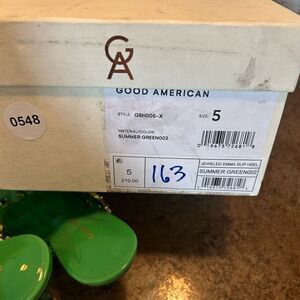 GA
GOOD AMERICAN
STYLE: GSH006-X
SIZE: 5
MATERIAL/COLOR:
SUMMER GREEN002
0548
5
210.00
163
JEWELED EMMA SLIP HEEL
SUMMER GREEN002